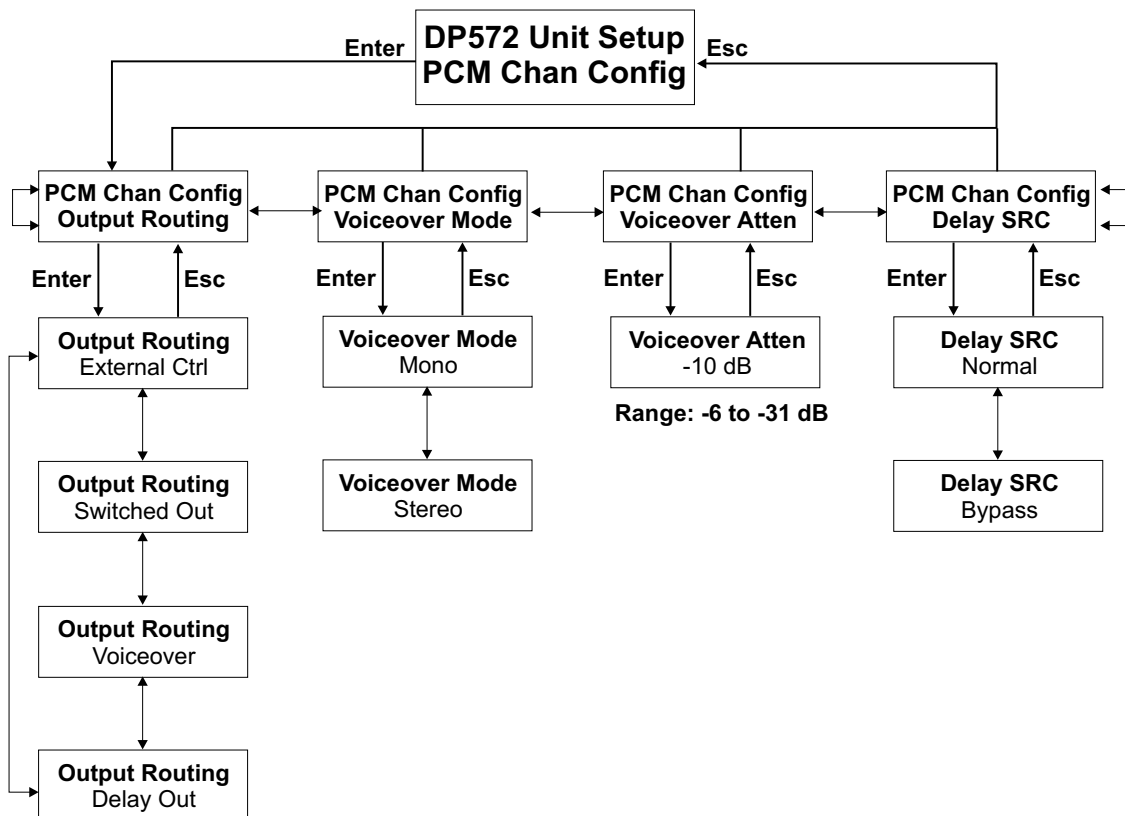 DP572 Unit Setup
PCM Chan Config
Enter
Esc
PCM Chan Config
Output Routing
PCM Chan Config
Voiceover Mode
PCM Chan Config
Voiceover Atten
PCM Chan Config
Delay SRC
Enter
Esc
Enter
Esc
Enter
Esc
Enter
Esc
Output Routing
External Ctrl
Voiceover Mode
Mono
Voiceover Atten
-10 dB
Delay SRC
Normal
Range: -6 to -31 dB
Output Routing
Switched Out
Voiceover Mode
Stereo
Delay SRC
Bypass
Output Routing
Voiceover
Output Routing
Delay Out